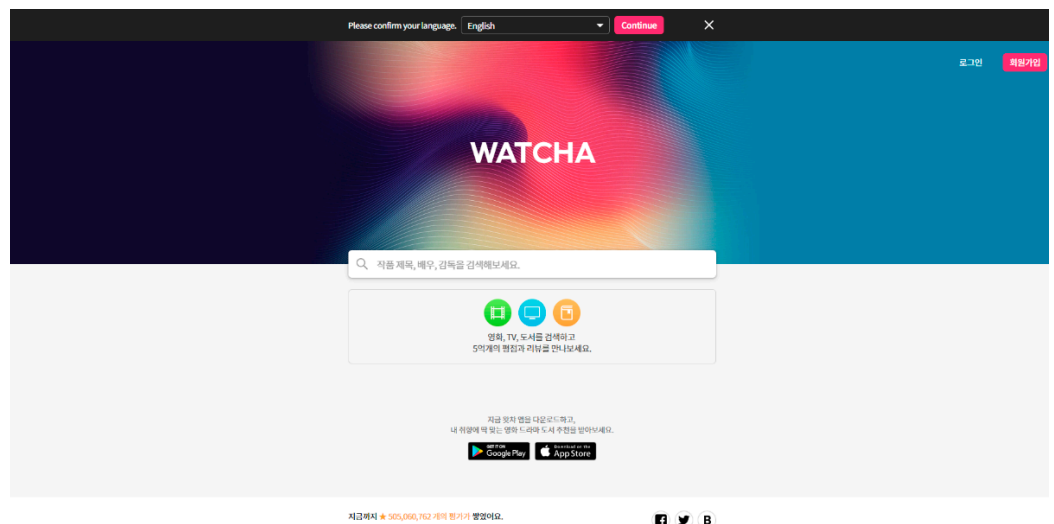 Please confirm your language. English Continue
로그인 회원가입
WATCHA
작품 제목, 배우, 감독을 검색해보세요.
영화, TV, 도서를 검색하고
5억개의 평점과 리뷰를 만나보세요.
지금 왓챠 앱을 다운로드하고,
내 취향에 딱 맞는 영화 드라마 도서 추천을 받아보세요.
GET IT ON
Google Play
Download on the
App Store
지금까지 ★ 505,060,762 개의 평가가 쌓였어요.
B